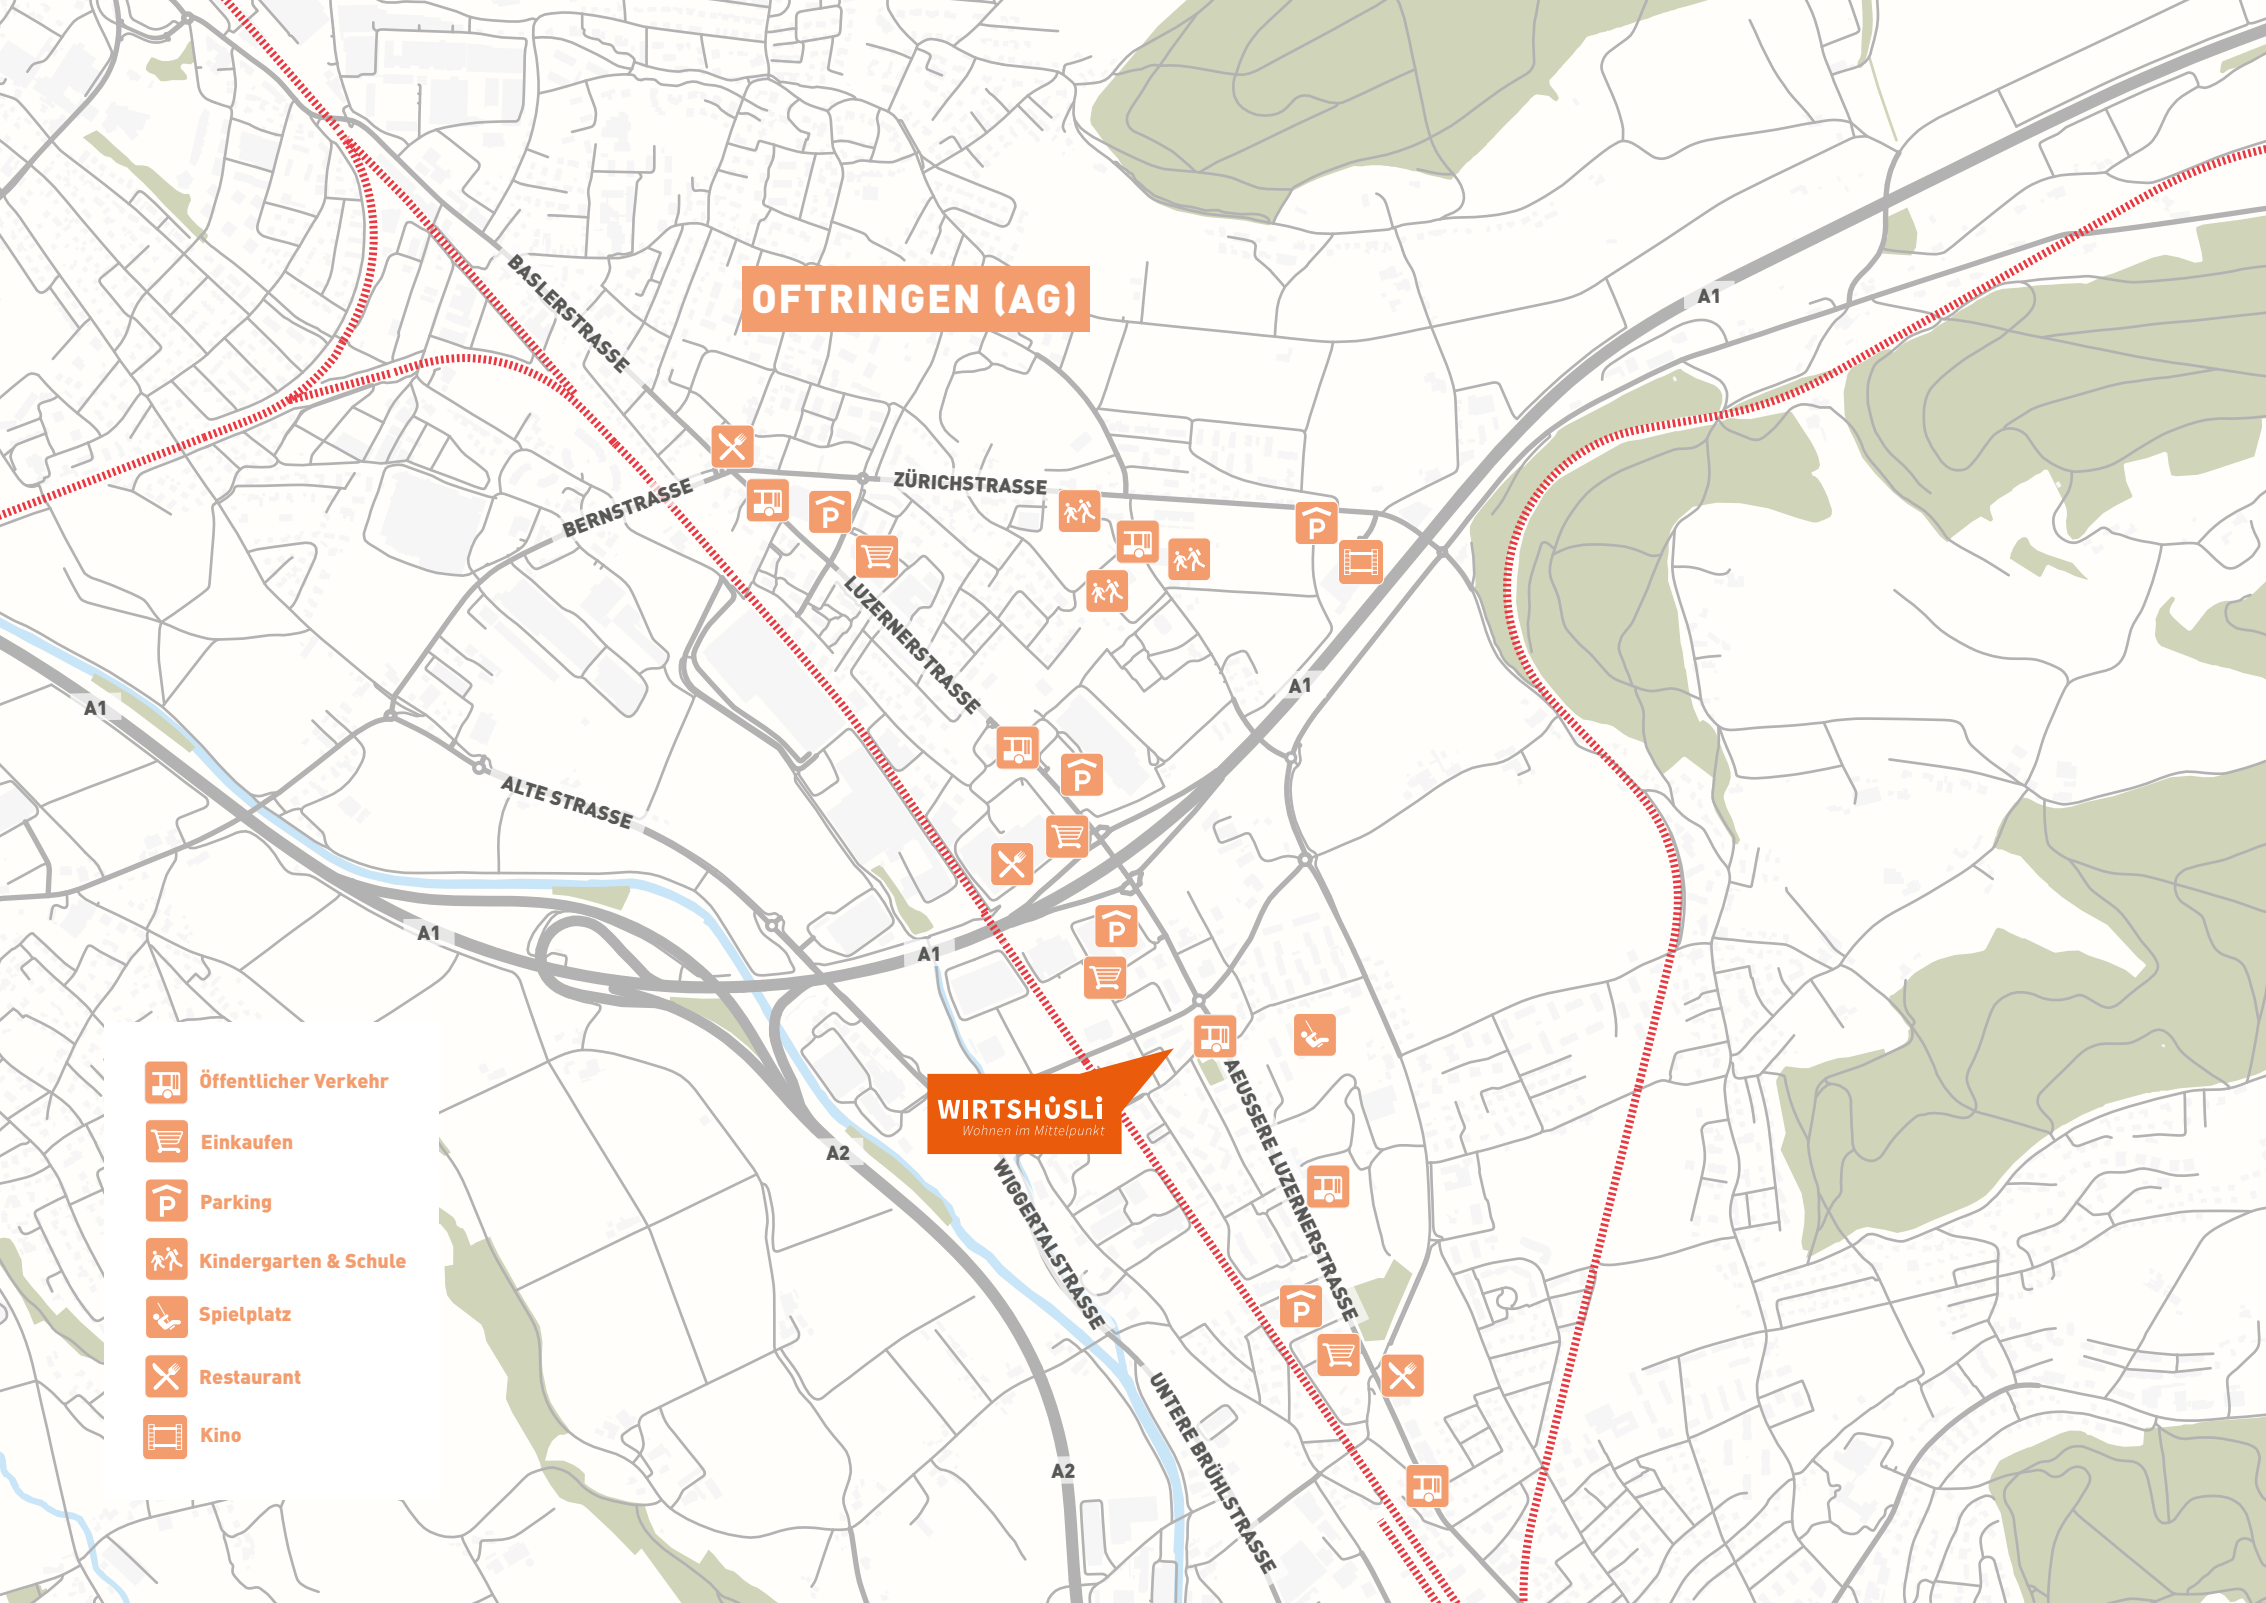 OFTRINGEN (AG)
BASLERSTRASSE
A1
ZÜRICHSTRASSE
BERNSTRASSE
P
P
LUZERNERSTRASSE
A1
A1
P
ALTE STRASSE
A1
A1
P
WIRTSHÜSLi
Wohnen im Mittelpunkt
A2
AEUSSERE LUZERNERSTRASSE
WIGGERTALSTRASSE
P
UNTERE BRÜHLSTRASSE
A2
Öffentlicher Verkehr
Einkaufen
P
Parking
Kindergarten & Schule
Spielplatz
Restaurant
Kino